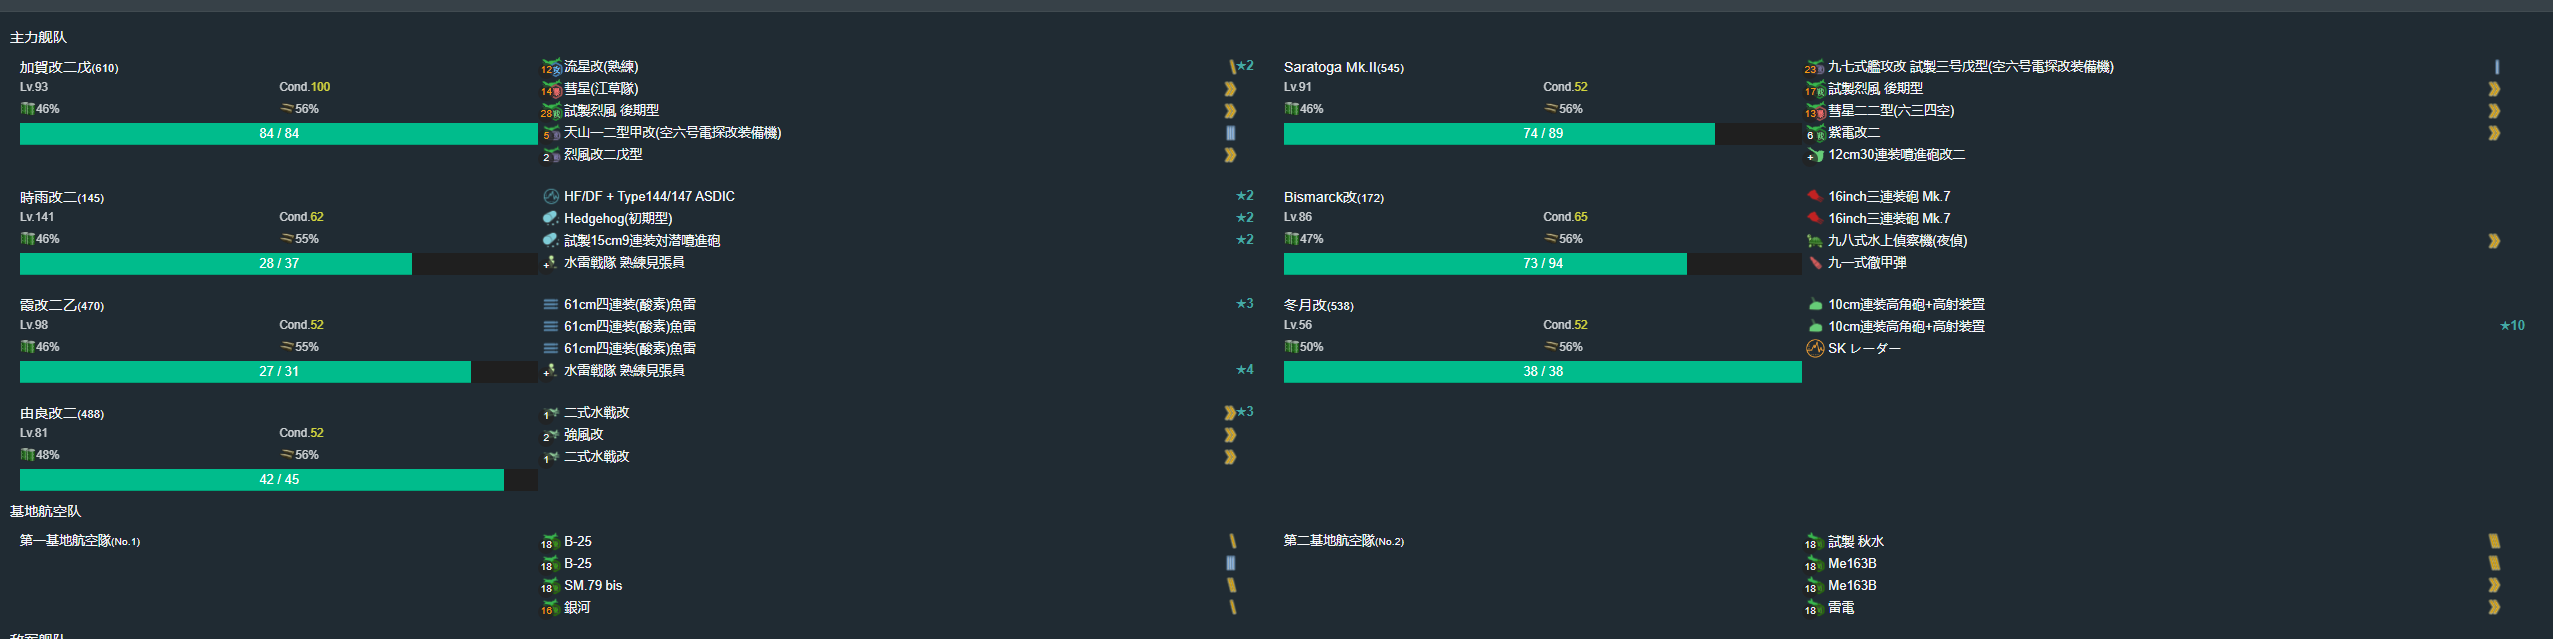 主力舰队
加賀改二戊(610)
Lv.93 Cond.100
46% 56%
84 / 84
12 流星改(熟練) ★2
14 彗星(江草隊)
28 試製烈風 後期型
5 天山一二型甲改(空六号電探改装備機)
2 烈風改二戊型
Saratoga Mk.II(545)
Lv.91 Cond.52
46% 56%
74 / 89
23 九七式艦攻改 試製三号戊型(空六号電探改装備機)
17 試製烈風 後期型
13 彗星二二型(六三四空)
6 紫電改二
+ 12cm30連装噴進砲改二
時雨改二(145)
Lv.141 Cond.62
46% 55%
28 / 37
HF/DF + Type144/147 ASDIC ★2
Hedgehog(初期型) ★2
試製15cm9連装対潜噴進砲 ★2
+ 水雷戦隊 熟練見張員
Bismarck改(172)
Lv.86 Cond.65
47% 56%
73 / 94
16inch三連装砲 Mk.7
16inch三連装砲 Mk.7
九八式水上偵察機(夜偵)
九一式徹甲弾
霞改二乙(470)
Lv.98 Cond.52
46% 55%
27 / 31
61cm四連装(酸素)魚雷 ★3
61cm四連装(酸素)魚雷
61cm四連装(酸素)魚雷
+ 水雷戦隊 熟練見張員 ★4
冬月改(538)
Lv.56 Cond.52
50% 56%
38 / 38
10cm連装高角砲+高射装置
10cm連装高角砲+高射装置 ★10
SK レーダー
由良改二(488)
Lv.81 Cond.52
48% 56%
42 / 45
1 二式水戦改 ★3
2 強風改
1 二式水戦改
基地航空队
第一基地航空隊(No.1)
18 B-25
18 B-25
18 SM.79 bis
16 銀河
第二基地航空隊(No.2)
18 試製 秋水
18 Me163B
18 Me163B
18 雷電